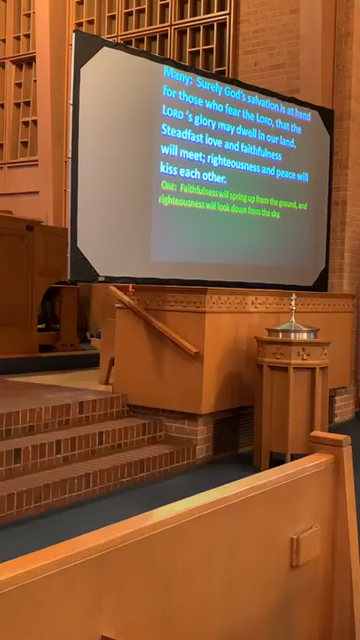 Many: Surely God's salvation is at hand
for those who fear the LORD, that the
LORD 's glory may dwell in our land.
Steadfast love and faithfulness
will meet; righteousness and peace will
kiss each other.
One: Faithfulness will spring up from the ground, and
righteousness will look down from the sky.